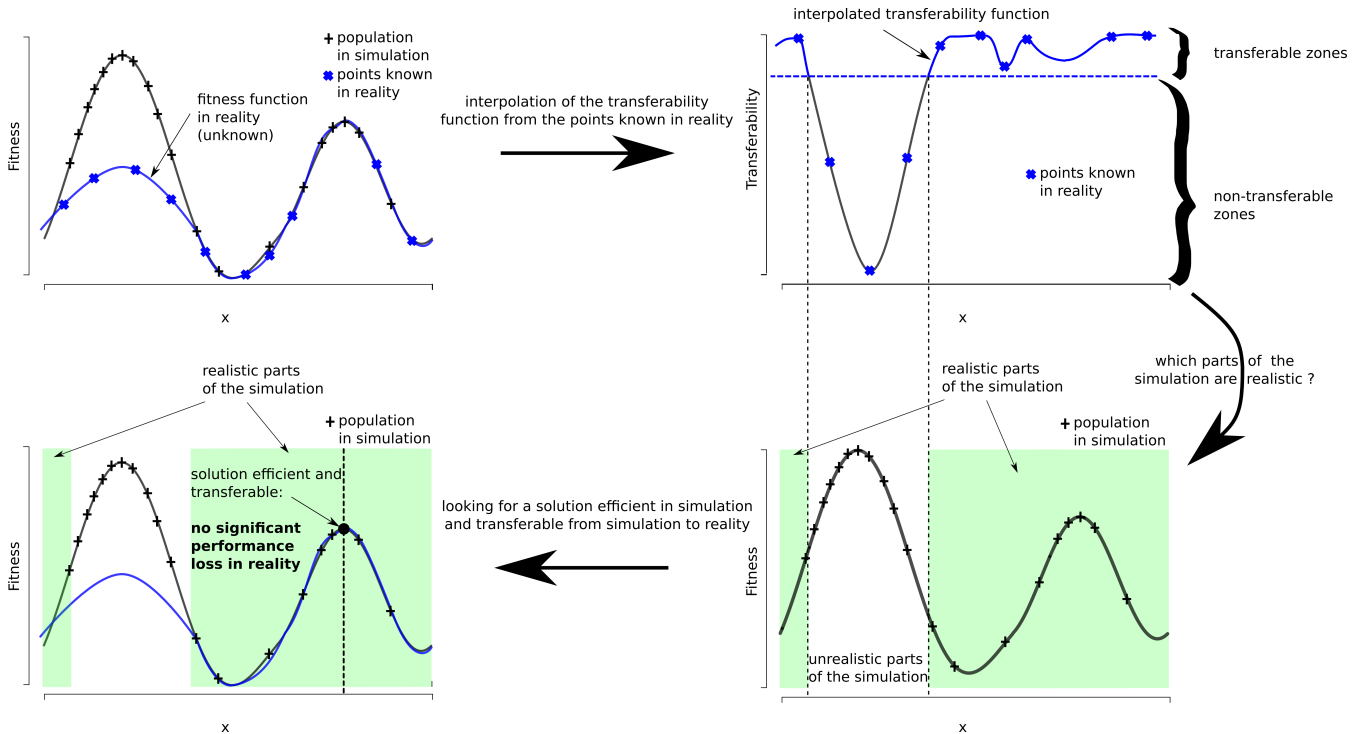 population
in simulation
points known
in reality
fitness function
in reality
(unknown)
Fitness
x
interpolation of the transferability
function from the points known in reality
interpolated transferability function
transferable zones
Transferability
points known
in reality
non-transferable
zones
x
which parts of the
simulation are realistic ?
realistic parts
of the simulation
population
in simulation
Fitness
unrealistic parts
of the simulation
x
looking for a solution efficient in simulation
and transferable from simulation to reality
realistic parts
of the simulation
population
in simulation
solution efficient and
transferable:
no significant
performance
loss in reality
Fitness
x